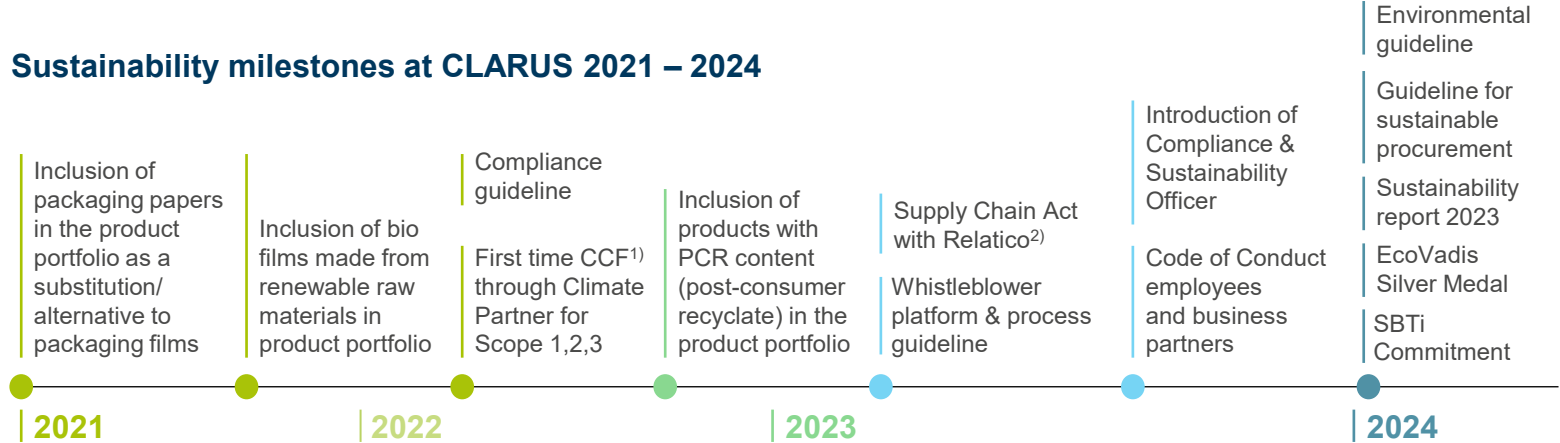 Sustainability milestones at CLARUS 2021 – 2024
Inclusion of
packaging papers
in the product
portfolio as a
substitution/
alternative to
packaging films
Inclusion of bio
films made from
renewable raw
materials in
product portfolio
Compliance
guideline
First time CCF1)
through Climate
Partner for
Scope 1,2,3
Inclusion of
products with
PCR content
(post-consumer
recyclate) in the
product portfolio
Supply Chain Act
with Relatico2)
Whistleblower
platform & process
guideline
Introduction of
Compliance &
Sustainability
Officer
Code of Conduct
employees
and business
partners
Environmental
guideline
Guideline for
sustainable
procurement
Sustainability
report 2023
EcoVadis
Silver Medal
SBTi
Commitment
2021
2022
2023
2024